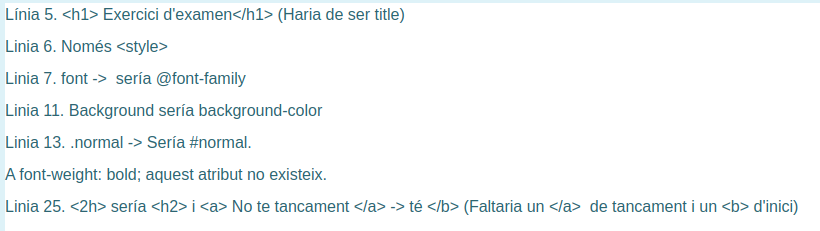 Línia 5. <h1> Exercici d'examen</h1> (Haria de ser title)
Linia 6. Només <style>
Linia 7. font ->  sería @font-family
Linia 11. Background sería background-color
Linia 13. .normal -> Sería #normal.
A font-weight: bold; aquest atribut no existeix.
Linia 25. <2h> sería <h2> i <a> No te tancament </a> -> té </b> (Faltaria un </a>  de tancament i un <b> d'inici)